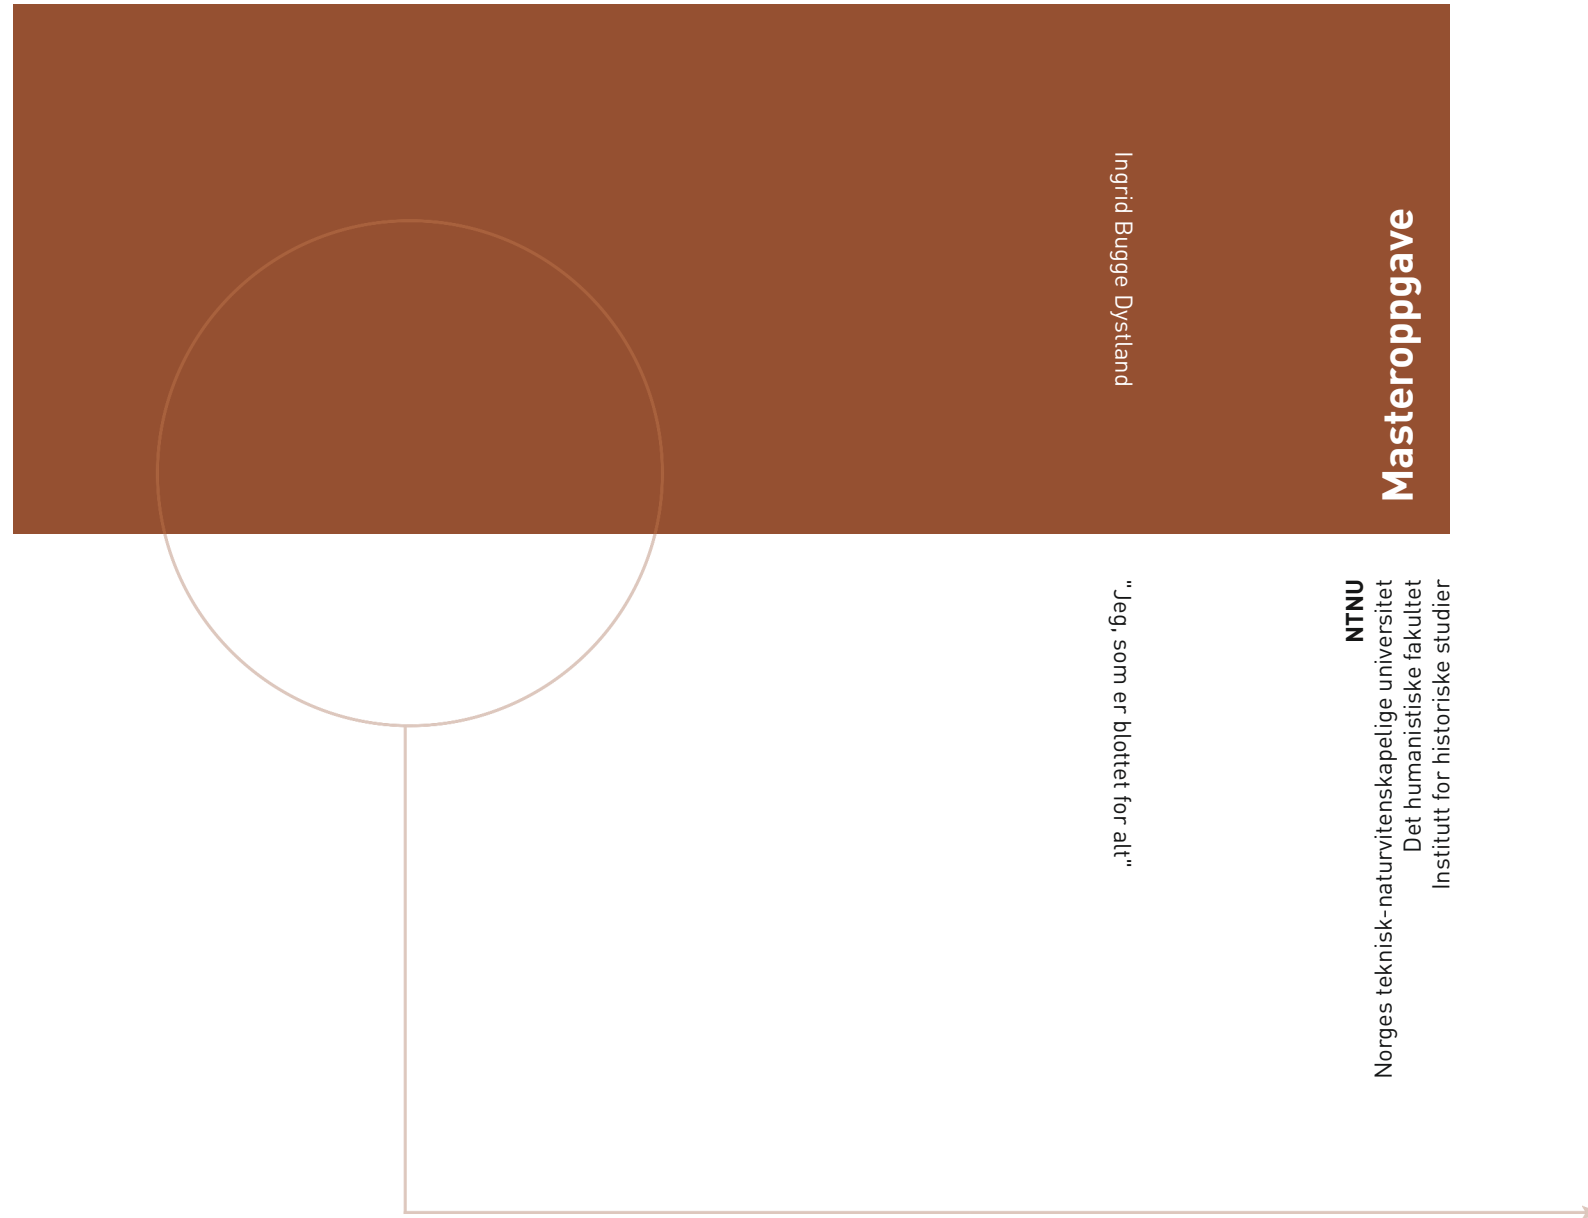 Ingrid Bugge Dystland
"Jeg, som er blottet for alt"
Masteroppgave
NTNU
Norges teknisk-naturvitenskapelige universitet
Det humanistiske fakultet
Institutt for historiske studier